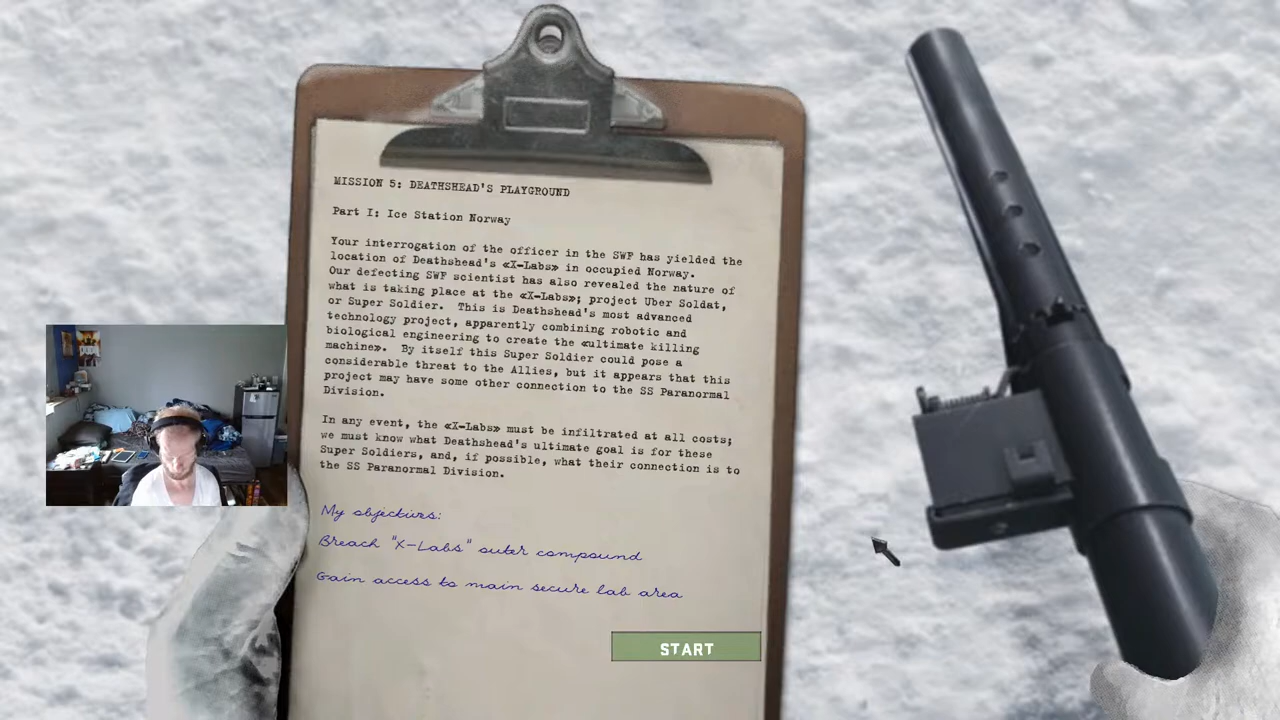 MISSION 5: DEATHSHEAD'S PLAYGROUND
Part I: Ice Station Norway
Your interrogation of the officer in the SWF has yielded the
location of Deathshead's «X-Labs» in occupied Norway.
Our defecting SWF scientist has also revealed the nature of
what is taking place at the «X-Labs»; project Uber Soldat,
or Super Soldier. This is Deathshead's most advanced
technology project, apparently combining robotic and
biological engineering to create the «ultimate killing
machine». By itself this Super Soldier could pose a
considerable threat to the Allies, but it appears that this
project may have some other connection to the SS Paranormal
Division.
In any event, the «X-Labs» must be infiltrated at all costs;
we must know what Deathshead's ultimate goal is for these
Super Soldiers, and, if possible, what their connection is to
the SS Paranormal Division.
My objectives:
Breach "X-Labs" outer compound
Gain access to main secure lab area
START